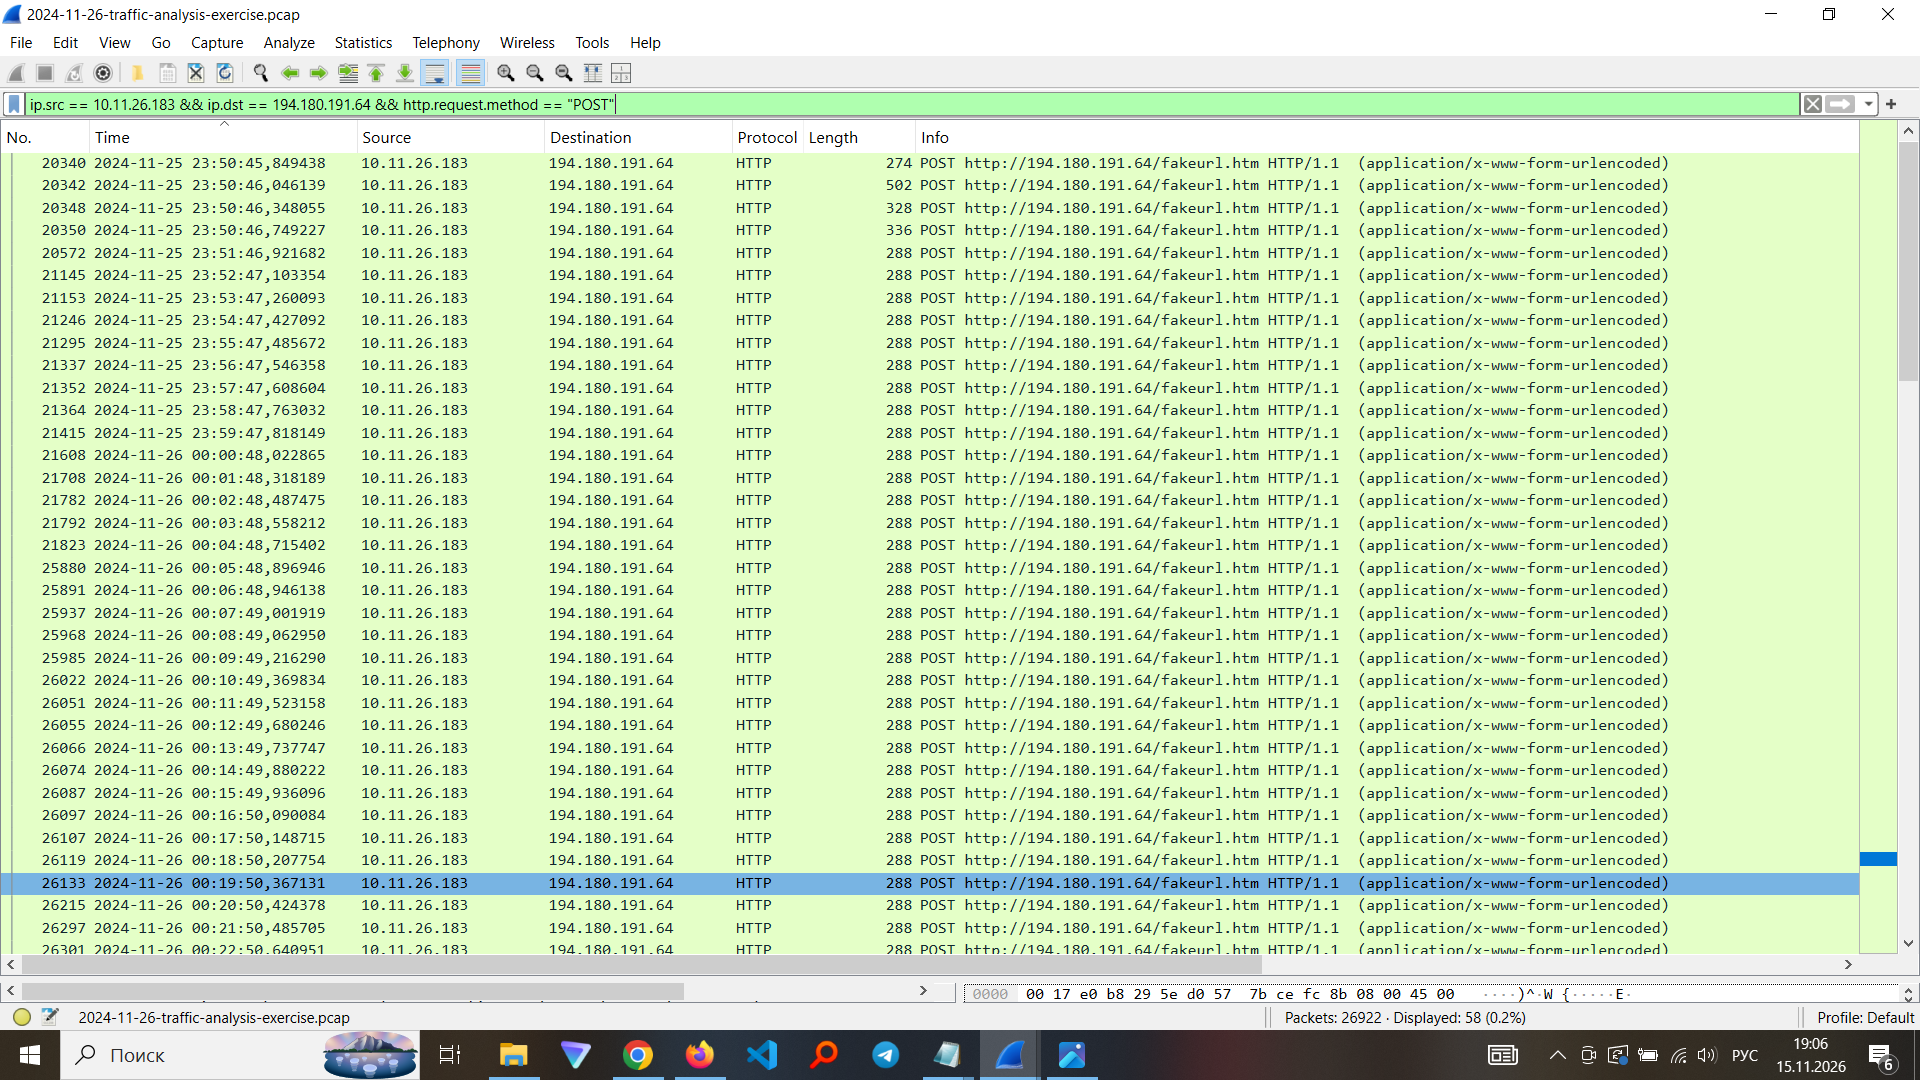 2024-11-26-traffic-analysis-exercise.pcap
File Edit View Go Capture Analyze Statistics Telephony Wireless Tools Help
ip.src == 10.11.26.183 && ip.dst == 194.180.191.64 && http.request.method == "POST"
No. Time Source Destination Protocol Length Info
20340 2024-11-25 23:50:45,849438 10.11.26.183 194.180.191.64 HTTP 274 POST http://194.180.191.64/fakeurl.htm HTTP/1.1 (application/x-www-form-urlencoded)
20342 2024-11-25 23:50:46,046139 10.11.26.183 194.180.191.64 HTTP 502 POST http://194.180.191.64/fakeurl.htm HTTP/1.1 (application/x-www-form-urlencoded)
20348 2024-11-25 23:50:46,348055 10.11.26.183 194.180.191.64 HTTP 328 POST http://194.180.191.64/fakeurl.htm HTTP/1.1 (application/x-www-form-urlencoded)
20350 2024-11-25 23:50:46,749227 10.11.26.183 194.180.191.64 HTTP 336 POST http://194.180.191.64/fakeurl.htm HTTP/1.1 (application/x-www-form-urlencoded)
20572 2024-11-25 23:51:46,921682 10.11.26.183 194.180.191.64 HTTP 288 POST http://194.180.191.64/fakeurl.htm HTTP/1.1 (application/x-www-form-urlencoded)
21145 2024-11-25 23:52:47,103354 10.11.26.183 194.180.191.64 HTTP 288 POST http://194.180.191.64/fakeurl.htm HTTP/1.1 (application/x-www-form-urlencoded)
21153 2024-11-25 23:53:47,260093 10.11.26.183 194.180.191.64 HTTP 288 POST http://194.180.191.64/fakeurl.htm HTTP/1.1 (application/x-www-form-urlencoded)
21246 2024-11-25 23:54:47,427092 10.11.26.183 194.180.191.64 HTTP 288 POST http://194.180.191.64/fakeurl.htm HTTP/1.1 (application/x-www-form-urlencoded)
21295 2024-11-25 23:55:47,485672 10.11.26.183 194.180.191.64 HTTP 288 POST http://194.180.191.64/fakeurl.htm HTTP/1.1 (application/x-www-form-urlencoded)
21337 2024-11-25 23:56:47,546358 10.11.26.183 194.180.191.64 HTTP 288 POST http://194.180.191.64/fakeurl.htm HTTP/1.1 (application/x-www-form-urlencoded)
21352 2024-11-25 23:57:47,608604 10.11.26.183 194.180.191.64 HTTP 288 POST http://194.180.191.64/fakeurl.htm HTTP/1.1 (application/x-www-form-urlencoded)
21364 2024-11-25 23:58:47,763032 10.11.26.183 194.180.191.64 HTTP 288 POST http://194.180.191.64/fakeurl.htm HTTP/1.1 (application/x-www-form-urlencoded)
21415 2024-11-25 23:59:47,818149 10.11.26.183 194.180.191.64 HTTP 288 POST http://194.180.191.64/fakeurl.htm HTTP/1.1 (application/x-www-form-urlencoded)
21608 2024-11-26 00:00:48,022865 10.11.26.183 194.180.191.64 HTTP 288 POST http://194.180.191.64/fakeurl.htm HTTP/1.1 (application/x-www-form-urlencoded)
21708 2024-11-26 00:01:48,318189 10.11.26.183 194.180.191.64 HTTP 288 POST http://194.180.191.64/fakeurl.htm HTTP/1.1 (application/x-www-form-urlencoded)
21782 2024-11-26 00:02:48,487475 10.11.26.183 194.180.191.64 HTTP 288 POST http://194.180.191.64/fakeurl.htm HTTP/1.1 (application/x-www-form-urlencoded)
21792 2024-11-26 00:03:48,558212 10.11.26.183 194.180.191.64 HTTP 288 POST http://194.180.191.64/fakeurl.htm HTTP/1.1 (application/x-www-form-urlencoded)
21823 2024-11-26 00:04:48,715402 10.11.26.183 194.180.191.64 HTTP 288 POST http://194.180.191.64/fakeurl.htm HTTP/1.1 (application/x-www-form-urlencoded)
25880 2024-11-26 00:05:48,896946 10.11.26.183 194.180.191.64 HTTP 288 POST http://194.180.191.64/fakeurl.htm HTTP/1.1 (application/x-www-form-urlencoded)
25891 2024-11-26 00:06:48,946138 10.11.26.183 194.180.191.64 HTTP 288 POST http://194.180.191.64/fakeurl.htm HTTP/1.1 (application/x-www-form-urlencoded)
25937 2024-11-26 00:07:49,001919 10.11.26.183 194.180.191.64 HTTP 288 POST http://194.180.191.64/fakeurl.htm HTTP/1.1 (application/x-www-form-urlencoded)
25968 2024-11-26 00:08:49,062950 10.11.26.183 194.180.191.64 HTTP 288 POST http://194.180.191.64/fakeurl.htm HTTP/1.1 (application/x-www-form-urlencoded)
25985 2024-11-26 00:09:49,216290 10.11.26.183 194.180.191.64 HTTP 288 POST http://194.180.191.64/fakeurl.htm HTTP/1.1 (application/x-www-form-urlencoded)
26022 2024-11-26 00:10:49,369834 10.11.26.183 194.180.191.64 HTTP 288 POST http://194.180.191.64/fakeurl.htm HTTP/1.1 (application/x-www-form-urlencoded)
26051 2024-11-26 00:11:49,523158 10.11.26.183 194.180.191.64 HTTP 288 POST http://194.180.191.64/fakeurl.htm HTTP/1.1 (application/x-www-form-urlencoded)
26055 2024-11-26 00:12:49,680246 10.11.26.183 194.180.191.64 HTTP 288 POST http://194.180.191.64/fakeurl.htm HTTP/1.1 (application/x-www-form-urlencoded)
26066 2024-11-26 00:13:49,737747 10.11.26.183 194.180.191.64 HTTP 288 POST http://194.180.191.64/fakeurl.htm HTTP/1.1 (application/x-www-form-urlencoded)
26074 2024-11-26 00:14:49,880222 10.11.26.183 194.180.191.64 HTTP 288 POST http://194.180.191.64/fakeurl.htm HTTP/1.1 (application/x-www-form-urlencoded)
26087 2024-11-26 00:15:49,936096 10.11.26.183 194.180.191.64 HTTP 288 POST http://194.180.191.64/fakeurl.htm HTTP/1.1 (application/x-www-form-urlencoded)
26097 2024-11-26 00:16:50,090084 10.11.26.183 194.180.191.64 HTTP 288 POST http://194.180.191.64/fakeurl.htm HTTP/1.1 (application/x-www-form-urlencoded)
26107 2024-11-26 00:17:50,148715 10.11.26.183 194.180.191.64 HTTP 288 POST http://194.180.191.64/fakeurl.htm HTTP/1.1 (application/x-www-form-urlencoded)
26119 2024-11-26 00:18:50,207754 10.11.26.183 194.180.191.64 HTTP 288 POST http://194.180.191.64/fakeurl.htm HTTP/1.1 (application/x-www-form-urlencoded)
26133 2024-11-26 00:19:50,367131 10.11.26.183 194.180.191.64 HTTP 288 POST http://194.180.191.64/fakeurl.htm HTTP/1.1 (application/x-www-form-urlencoded)
26215 2024-11-26 00:20:50,424378 10.11.26.183 194.180.191.64 HTTP 288 POST http://194.180.191.64/fakeurl.htm HTTP/1.1 (application/x-www-form-urlencoded)
26297 2024-11-26 00:21:50,485705 10.11.26.183 194.180.191.64 HTTP 288 POST http://194.180.191.64/fakeurl.htm HTTP/1.1 (application/x-www-form-urlencoded)
26301 2024-11-26 00:22:50,640951 10.11.26.183 194.180.191.64 HTTP 288 POST http://194.180.191.64/fakeurl.htm HTTP/1.1 (application/x-www-form-urlencoded)
0000 00 17 e0 b8 29 5e d0 57 7b ce fc 8b 08 00 45 00 ····)^·W {·····E·
2024-11-26-traffic-analysis-exercise.pcap Packets: 26922 · Displayed: 58 (0.2%) Profile: Default
Поиск
РУС
19:06
15.11.2026
6